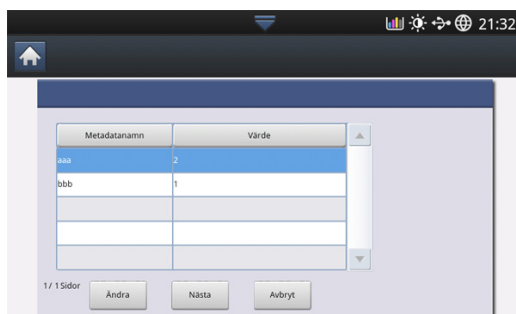 21:32
Metadatanamn Värde
aaa 2
bbb 1
1/ 1 Sidor
Ändra Nästa Avbryt